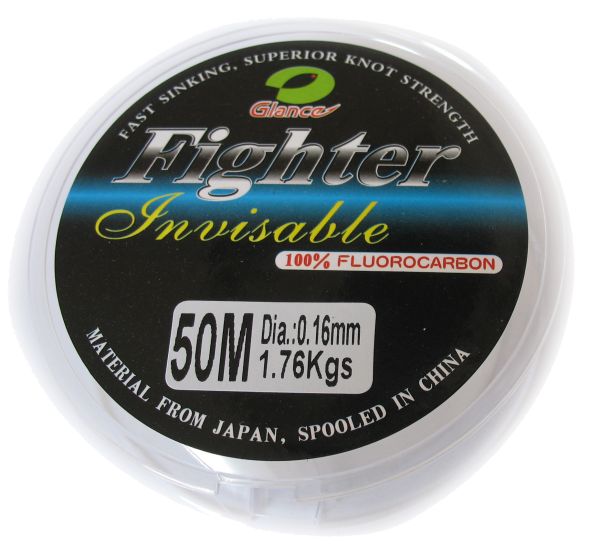 FAST SINKING, SUPERIOR KNOT STRENGTH
Glance
Fighter
Invisable
100% FLUOROCARBON
50M
Dia.:0.16mm
1.76Kgs
MATERIAL FROM JAPAN, SPOOLED IN CHINA